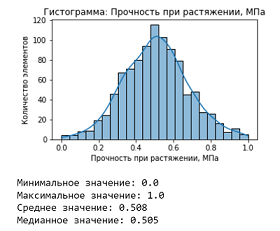 Гистограмма: Прочность при растяжении, МПа
Количество элементов
120
100
80
60
40
20
0
0.0 0.2 0.4 0.6 0.8 1.0
Прочность при растяжении, МПа
Минимальное значение: 0.0
Максимальное значение: 1.0
Среднее значение: 0.508
Медианное значение: 0.505